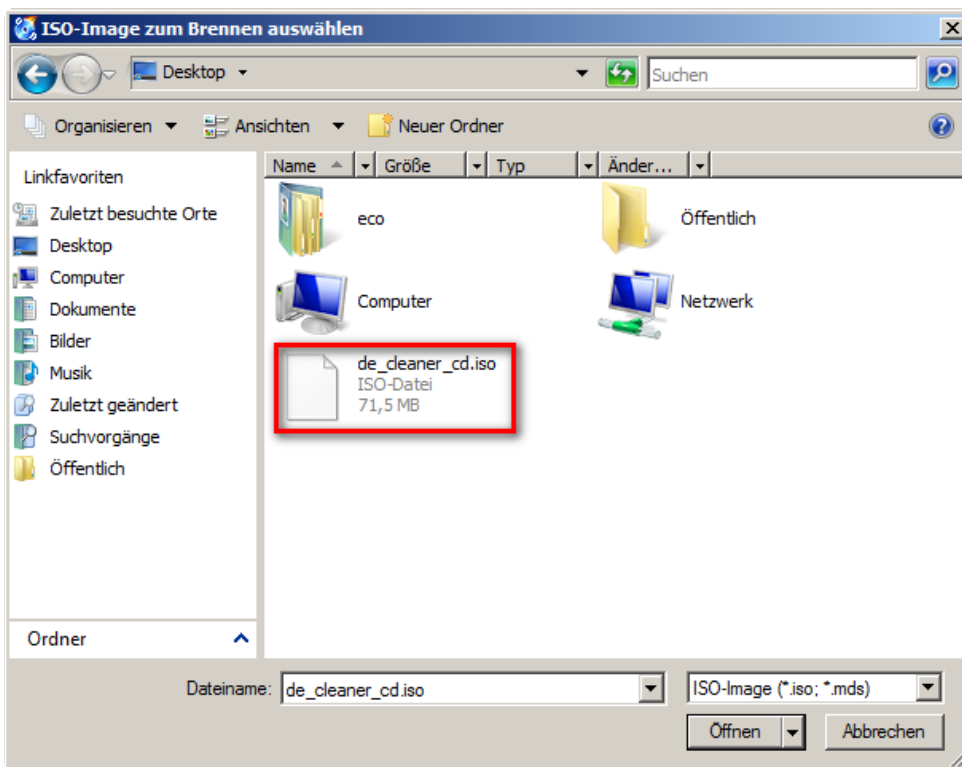 ISO-Image zum Brennen auswählen
Desktop
Suchen
Organisieren
Ansichten
Neuer Ordner
Linkfavoriten
Zuletzt besuchte Orte
Desktop
Computer
Dokumente
Bilder
Musik
Zuletzt geändert
Suchvorgänge
Öffentlich
Ordner
Name Größe Typ Änder...
eco
Öffentlich
Computer
Netzwerk
de_cleaner_cd.iso
ISO-Datei
71,5 MB
Dateiname: de_cleaner_cd.iso
ISO-Image (*.iso; *.mds)
Öffnen
Abbrechen